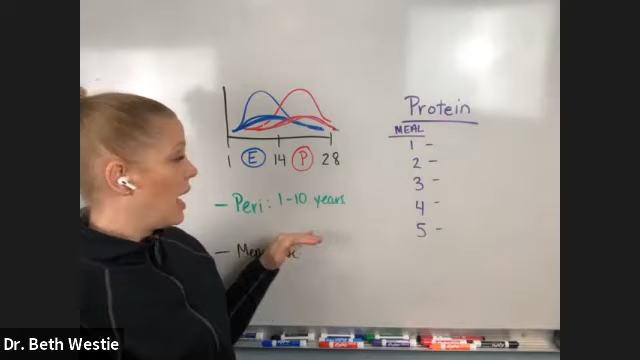 1 E 14 P 28
- Peri: 1-10 years
-
Protein
MEAL
1 -
2 -
3 -
4 -
5 -
Dr. Beth Westie